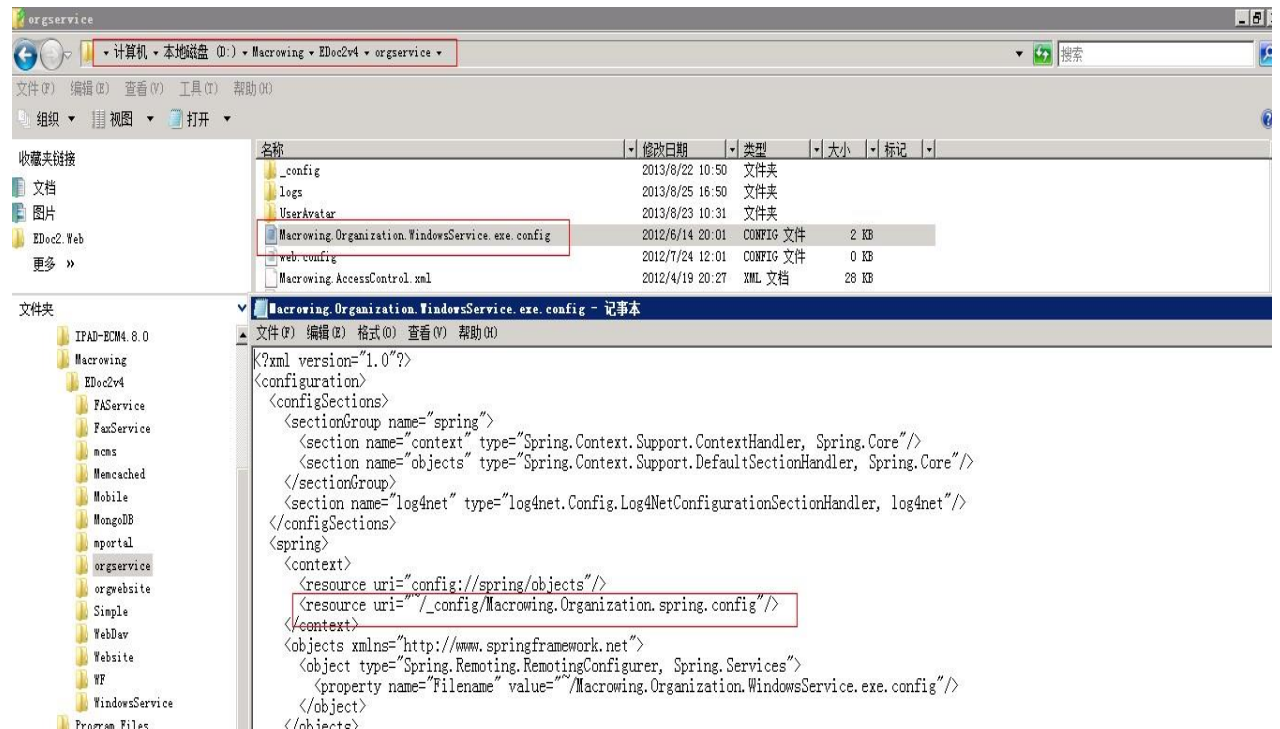 orgservice
计算机 ▾ 本地磁盘 (D:) ▾ Macrowing ▾ EDoc2v4 ▾ orgservice ▾
搜索
文件(F) 编辑(E) 查看(V) 工具(T) 帮助(H)
组织 ▾ 视图 ▾ 打开 ▾
收藏夹链接
文档
图片
EDoc2.Web
更多 »
名称 修改日期 类型 大小 标记
_config 2013/8/22 10:50 文件夹
logs 2013/8/25 16:50 文件夹
UserAvatar 2013/8/23 10:31 文件夹
Macrowing.Organization.WindowsService.exe.config 2012/6/14 20:01 CONFIG 文件 2 KB
web.config 2012/7/24 12:01 CONFIG 文件 0 KB
Macrowing.AccessControl.xml 2012/4/19 20:27 XML 文档 28 KB
文件夹
IPAD-ECM4.8.0
Macrowing
EDoc2v4
FAService
FaxService
mcms
Memcached
Mobile
MongoDB
mportal
orgservice
orgwebsite
Simple
WebDav
Website
WF
WindowsService
Program Files
Macrowing.Organization.WindowsService.exe.config - 记事本
文件(F) 编辑(E) 格式(O) 查看(V) 帮助(H)
<?xml version="1.0"?>
<configuration>
<configSections>
<sectionGroup name="spring">
<section name="context" type="Spring.Context.Support.ContextHandler, Spring.Core"/>
<section name="objects" type="Spring.Context.Support.DefaultSectionHandler, Spring.Core"/>
</sectionGroup>
<section name="log4net" type="log4net.Config.Log4NetConfigurationSectionHandler, log4net"/>
</configSections>
<spring>
<context>
<resource uri="config://spring/objects"/>
<resource uri="~/_config/Macrowing.Organization.spring.config"/>
</context>
<objects xmlns="http://www.springframework.net">
<object type="Spring.Remoting.RemotingConfigurer, Spring.Services">
<property name="Filename" value="~/Macrowing.Organization.WindowsService.exe.config"/>
</object>
</objects>